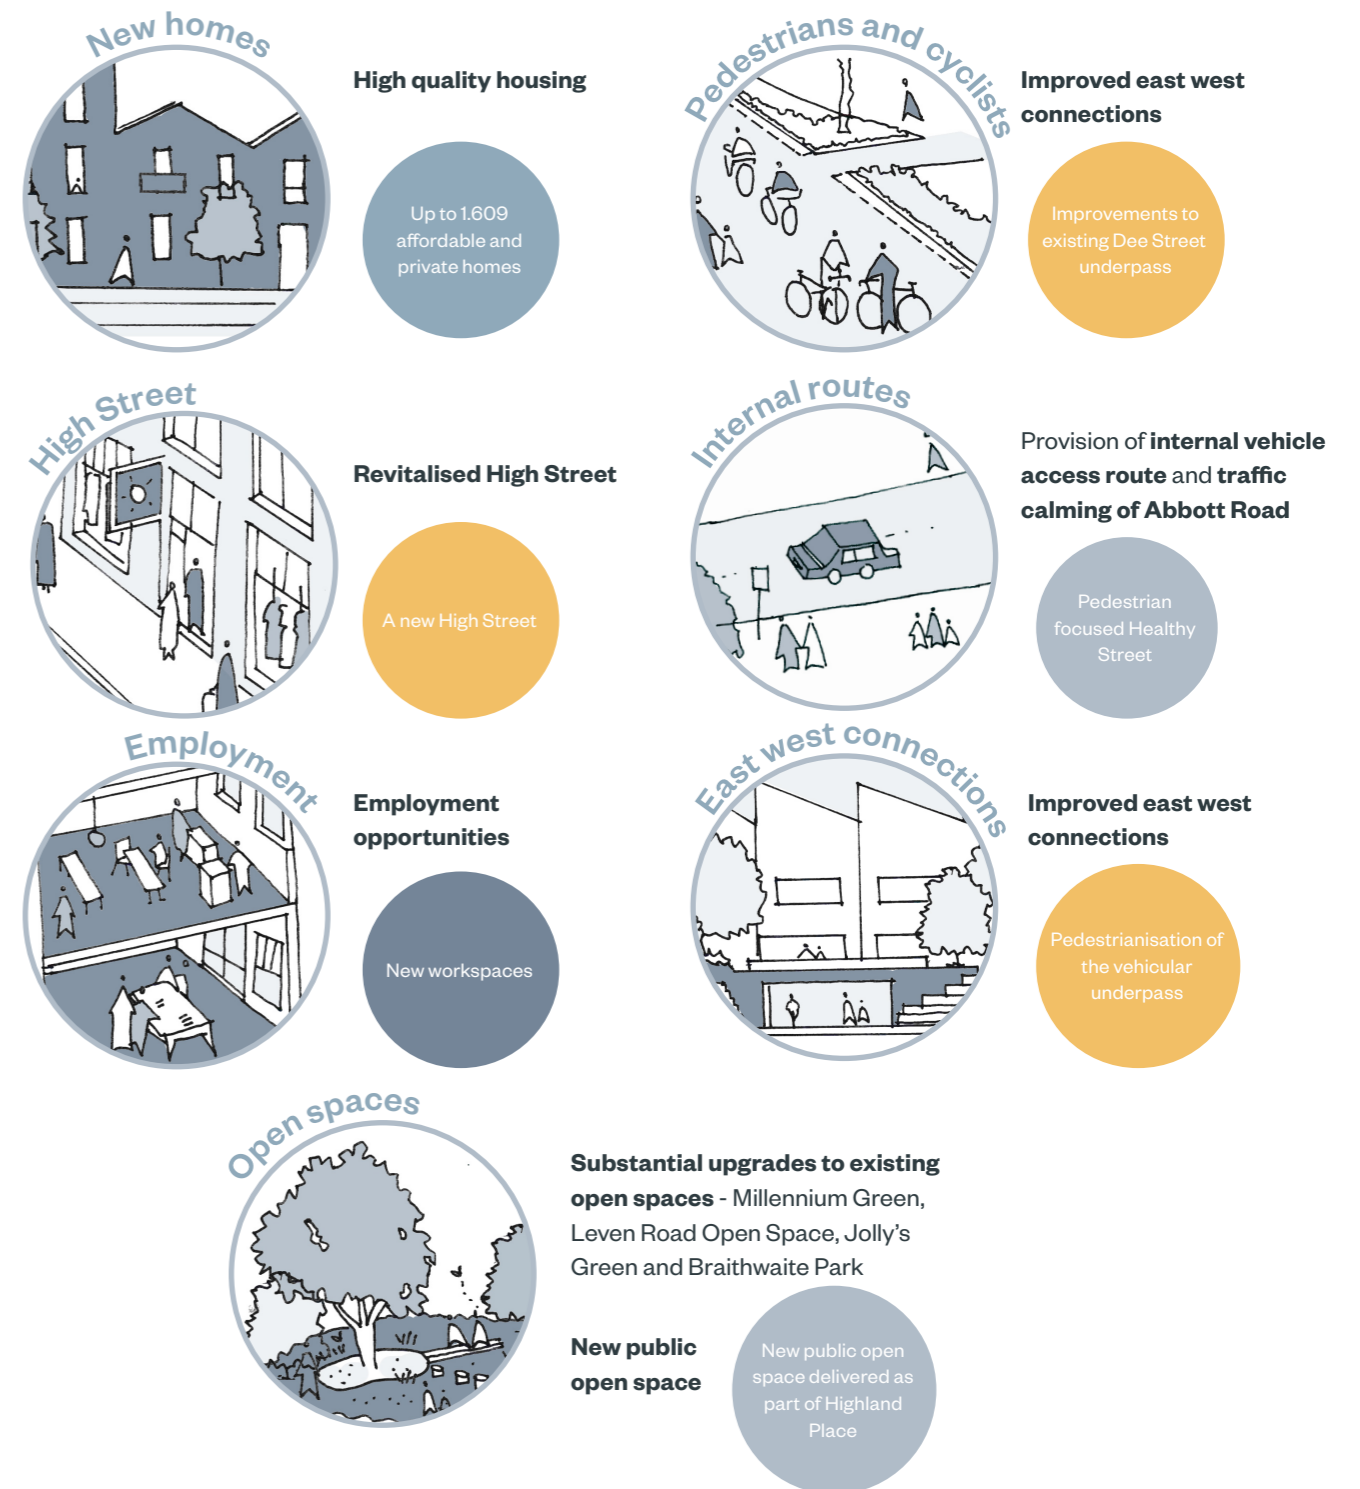 New homes
High quality housing
Up to 1.609
affordable and
private homes
Pedestrians and cyclists
Improved east west
connections
Improvements to
existing Dee Street
underpass
High Street
Revitalised High Street
A new High Street
Internal routes
Provision of internal vehicle
access route and traffic
calming of Abbott Road
Pedestrian
focused Healthy
Street
Employment
Employment
opportunities
New workspaces
East west connections
Improved east west
connections
Pedestrianisation of
the vehicular
underpass
Open spaces
Substantial upgrades to existing
open spaces - Millennium Green,
Leven Road Open Space, Jolly’s
Green and Braithwaite Park
New public
open space
New public open
space delivered as
part of Highland
Place